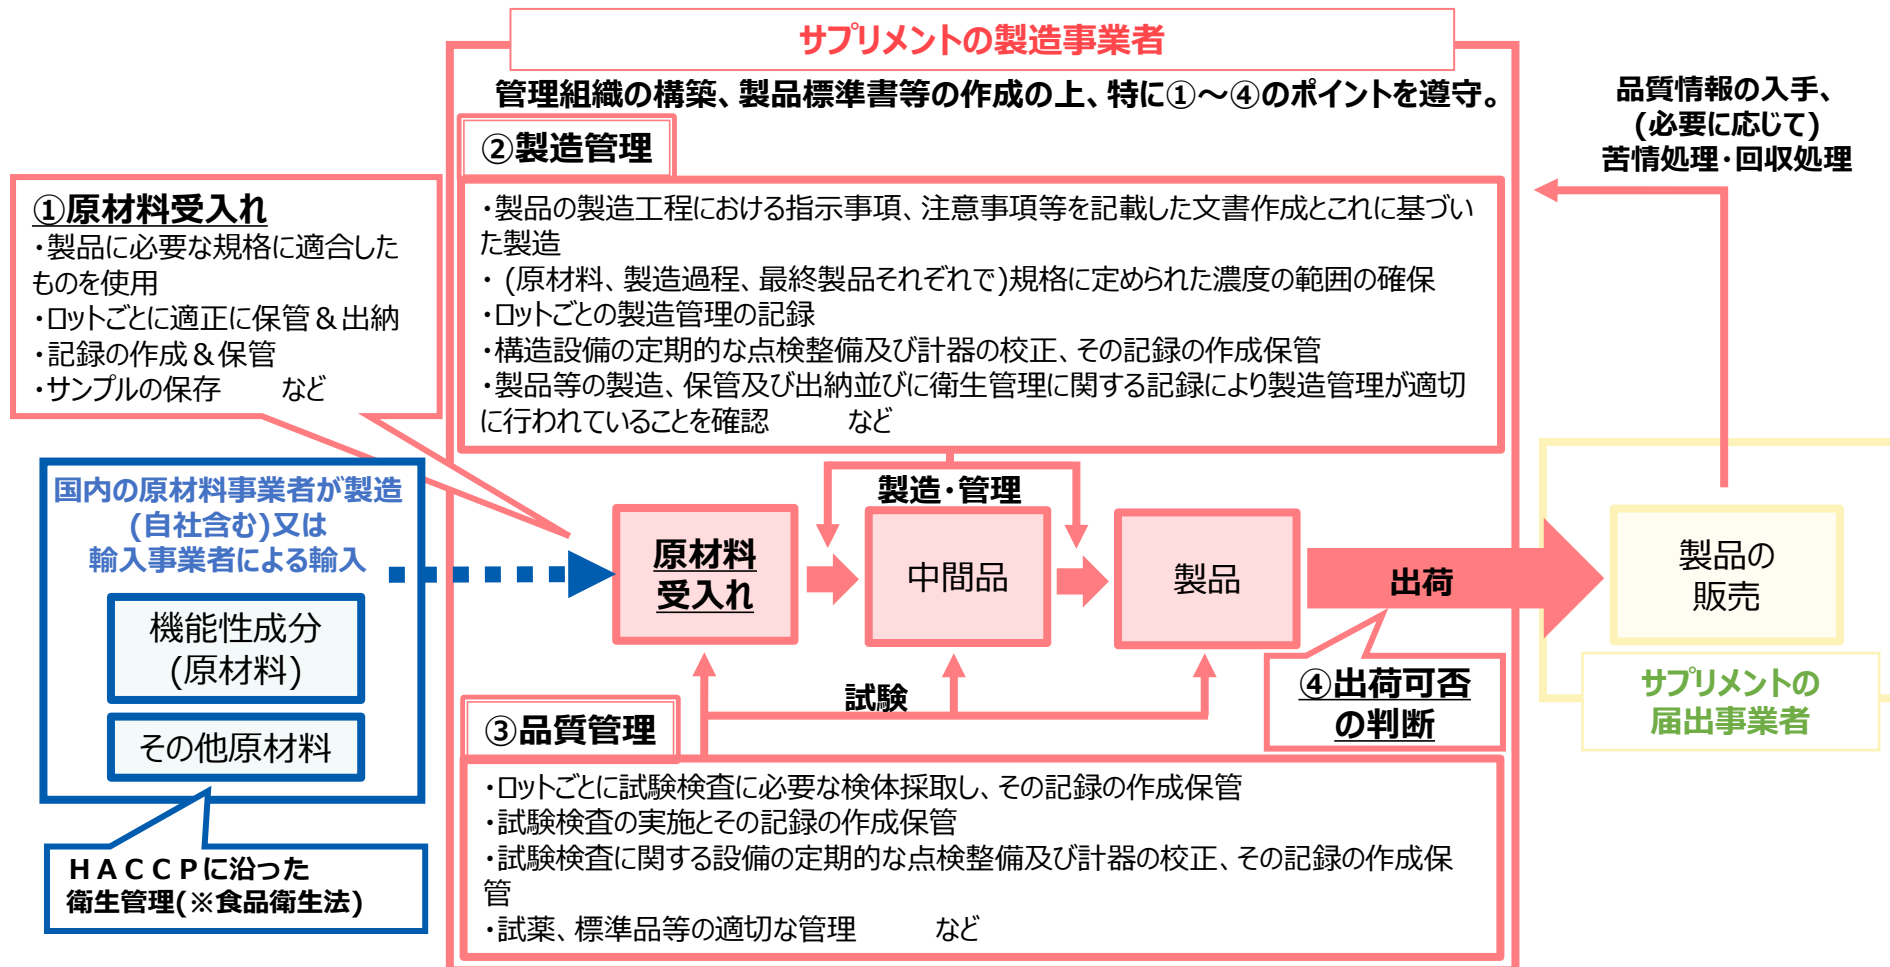 サプリメントの製造事業者
管理組織の構築、製品標準書等の作成の上、特に①～④のポイントを遵守。
品質情報の入手、
(必要に応じて)
苦情処理・回収処理
①原材料受入れ
・製品に必要な規格に適合した
ものを使用
・ロットごとに適正に保管＆出納
・記録の作成＆保管
・サンプルの保存　　など
②製造管理
・製品の製造工程における指示事項、注意事項等を記載した文書作成とこれに基づい
た製造
・ (原材料、製造過程、最終製品それぞれで)規格に定められた濃度の範囲の確保
・ロットごとの製造管理の記録
・構造設備の定期的な点検整備及び計器の校正、その記録の作成保管
・製品等の製造、保管及び出納並びに衛生管理に関する記録により製造管理が適切
に行われていることを確認　　　など
国内の原材料事業者が製造
(自社含む)又は
輸入事業者による輸入
機能性成分
(原材料)
その他原材料
ＨＡＣＣＰに沿った
衛生管理(※食品衛生法)
製造・管理
原材料
受入れ
中間品
製品
出荷
製品の
販売
サプリメントの
届出事業者
④出荷可否
の判断
試験
③品質管理
・ロットごとに試験検査に必要な検体採取し、その記録の作成保管
・試験検査の実施とその記録の作成保管
・試験検査に関する設備の定期的な点検整備及び計器の校正、その記録の作成保
管
・試薬、標準品等の適切な管理　　　など